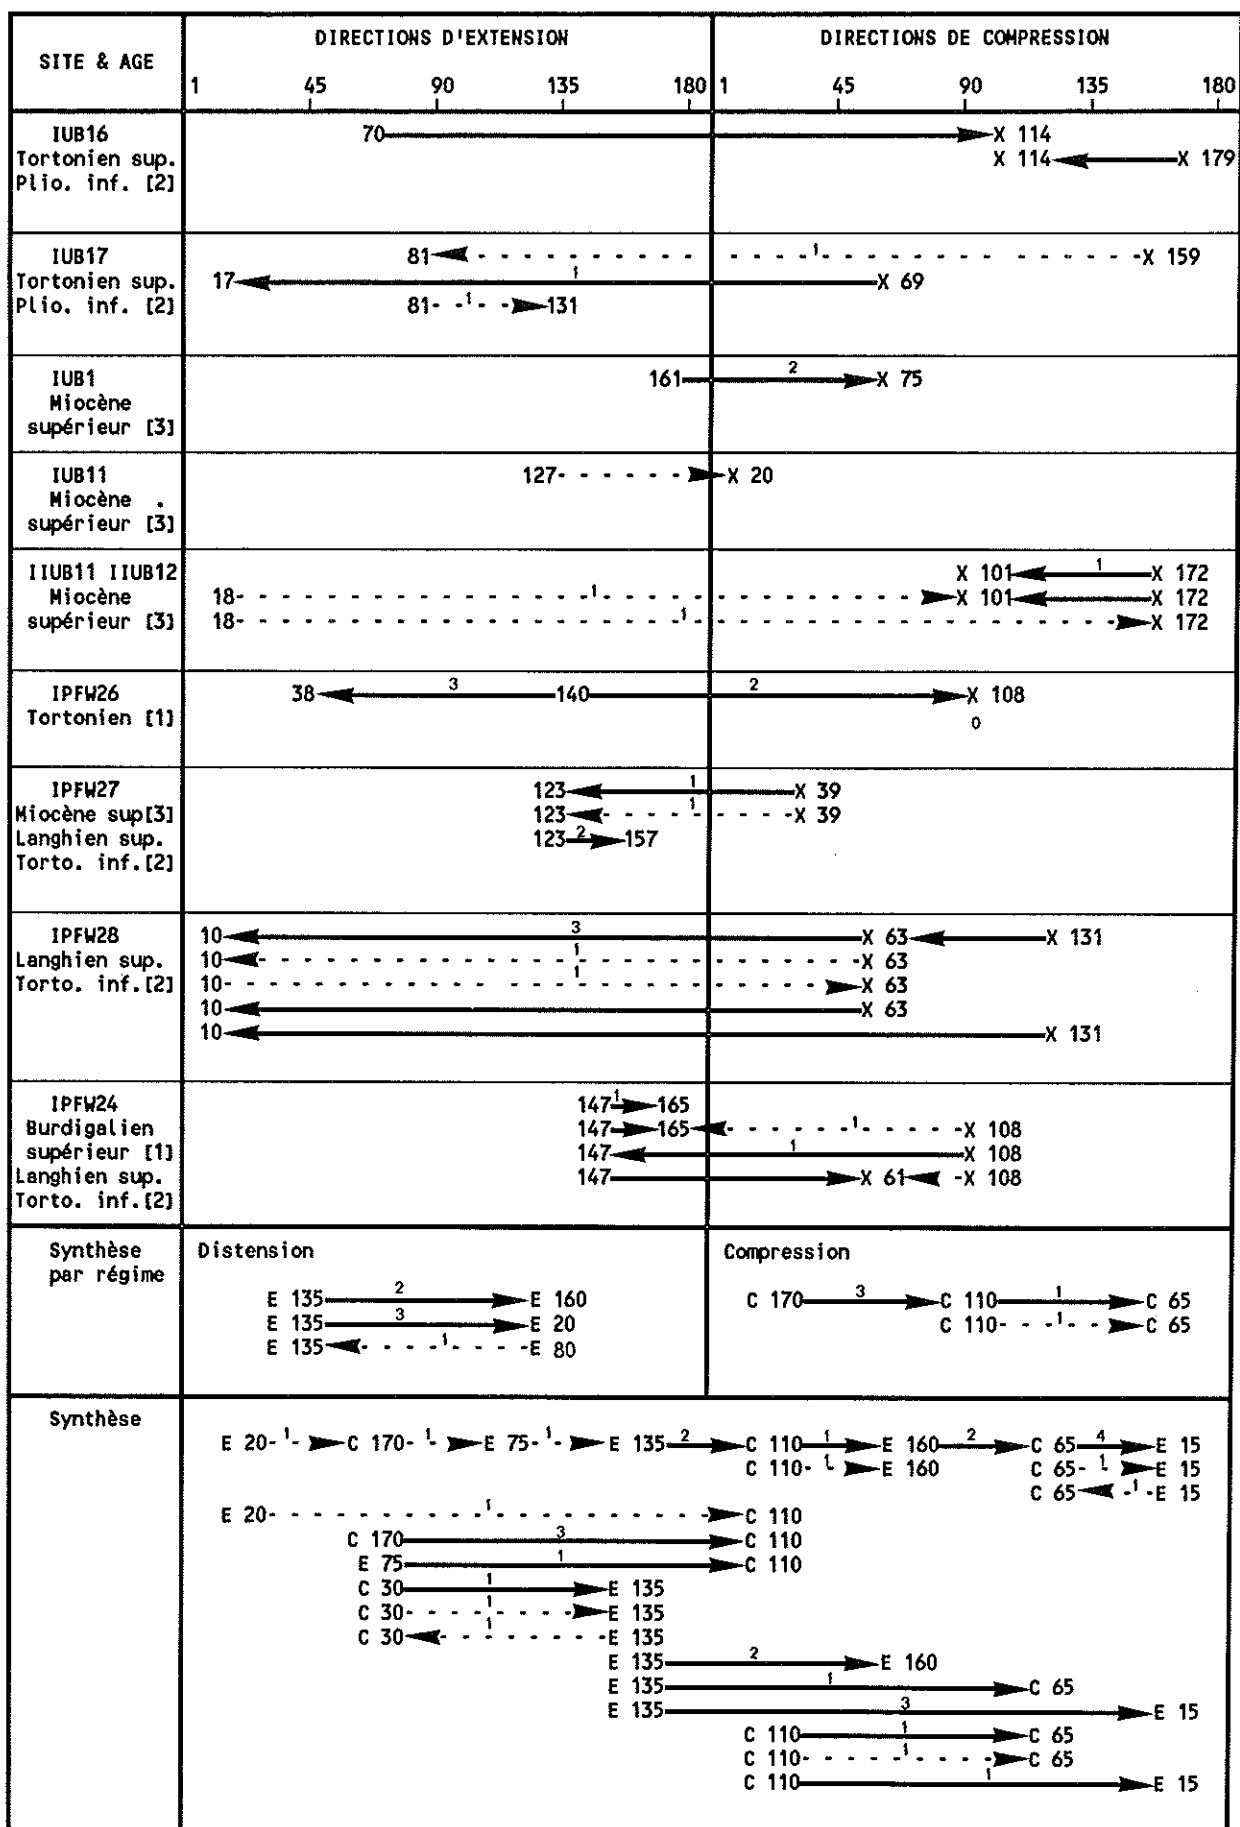 DIRECTIONS D'EXTENSION DIRECTIONS DE COMPRESSION
SITE & AGE
1 45 90 135 180 1 45 90 135 180
IUB16 70 X 114
Tortonien sup. X 114 X 179
Plio. inf. [2]
IUB17 81 1 X 159
Tortonien sup. 17 1 X 69
Plio. inf. [2] 81 1 131
IUB1 161 2 X 75
Miocène
supérieur [3]
IUB11 127 X 20
Miocène .
supérieur [3]
IIUB11 IIUB12 X 101 1 X 172
Miocène 18 1 X 101 X 172
supérieur [3] 18 1 X 172
IPFW26 38 3 140 2 X 108
Tortonien [1] 0
IPFW27 123 1 X 39
Miocène sup[3] 123 1 X 39
Langhien sup. 123 2 157
Torto. inf.[2]
IPFW28 10 3 X 63 X 131
Langhien sup. 10 1 X 63
Torto. inf.[2] 10 1 X 63
10 X 63
10 X 131
IPFW24 147 1 165
Burdigalien 147 165 1 X 108
supérieur [1] 147 1 X 108
Langhien sup. 147 X 61 X 108
Torto. inf.[2]
Synthèse Distension Compression
par régime
E 135 2 E 160 C 170 3 C 110 1 C 65
E 135 3 E 20 C 110 1 C 65
E 135 1 E 80
Synthèse
E 20 1 C 170 1 E 75 1 E 135 2 C 110 1 E 160 2 C 65 4 E 15
C 110 1 E 160 C 65 1 E 15
C 65 1 E 15
E 20 1 C 110
C 170 3 C 110
E 75 1 C 110
C 30 1 E 135
C 30 1 E 135
C 30 1 E 135
E 135 2 E 160
E 135 1 C 65
E 135 3 E 15
C 110 1 C 65
C 110 1 C 65
C 110 1 E 15